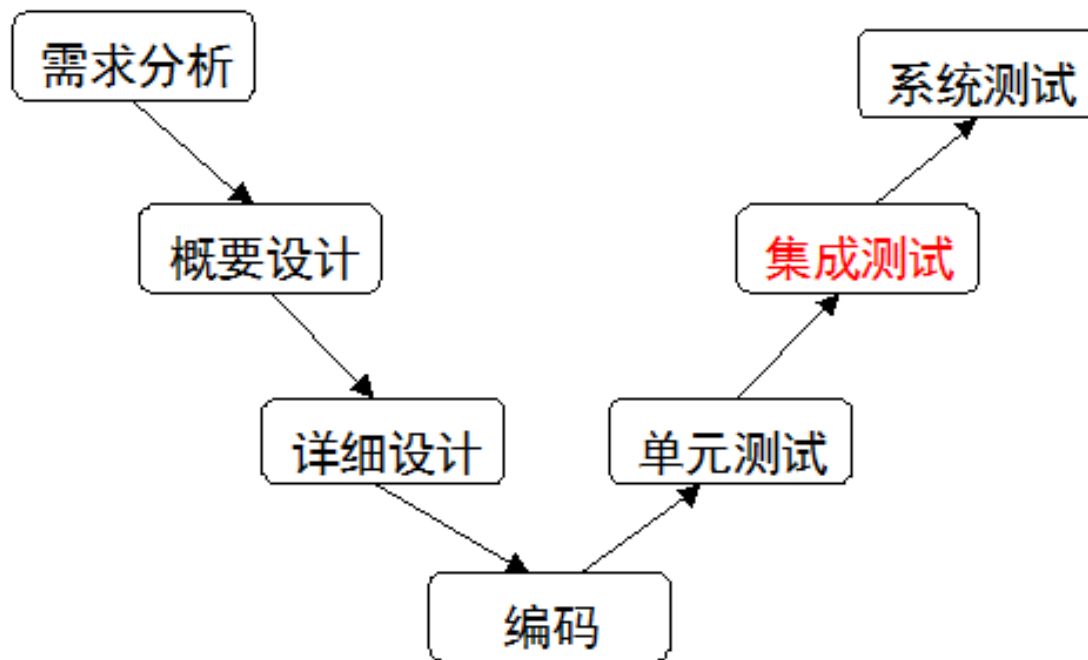 需求分析
系统测试
概要设计
集成测试
详细设计
单元测试
编码